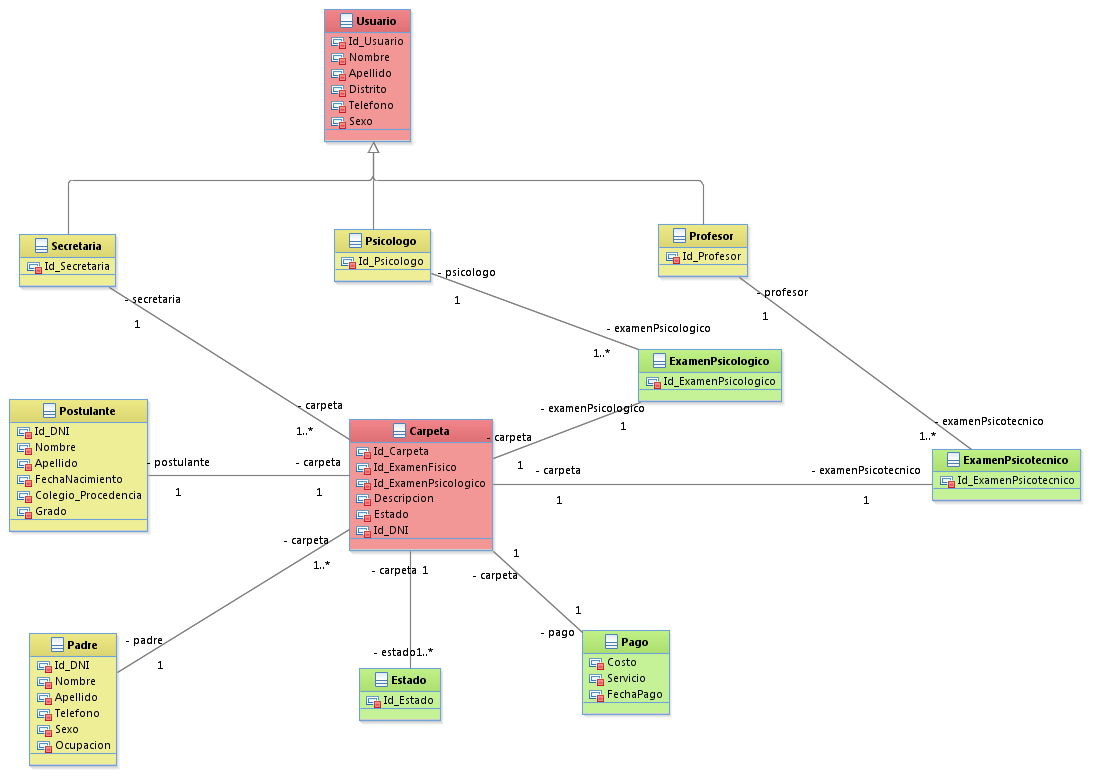 Usuario
Id_Usuario
Nombre
Apellido
Distrito
Telefono
Sexo
Secretaria
Id_Secretaria
Psicologo
Id_Psicologo
Profesor
Id_Profesor
- secretaria
1
- psicologo
1
- profesor
1
- examenPsicologico
1..*
ExamenPsicologico
Id_ExamenPsicologico
- carpeta
1..*
- examenPsicologico
1
- carpeta
1
- examenPsicotecnico
1..*
Postulante
Id_DNI
Nombre
Apellido
FechaNacimiento
Colegio_Procedencia
Grado
- postulante
1
- carpeta
1
Carpeta
Id_Carpeta
Id_ExamenFisico
Id_ExamenPsicologico
Descripcion
Estado
Id_DNI
- carpeta
1
- examenPsicotecnico
1
ExamenPsicotecnico
Id_ExamenPsicotecnico
- carpeta
1..*
- padre
1
Padre
Id_DNI
Nombre
Apellido
Telefono
Sexo
Ocupacion
- carpeta 1
- estado1..*
Estado
Id_Estado
1
- carpeta
1
- pago
Pago
Costo
Servicio
FechaPago